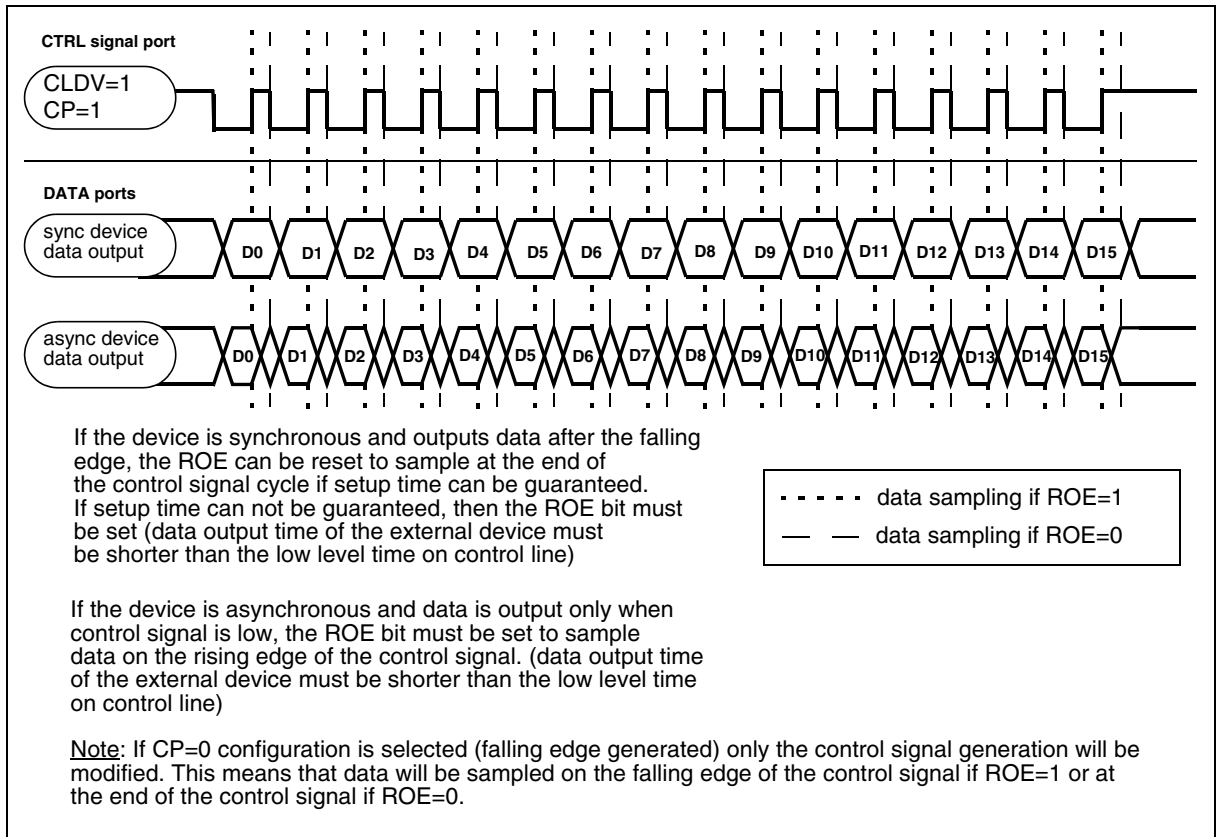 CTRL signal port
CLDV=1
CP=1
DATA ports
sync device
data output
D0 D1 D2 D3 D4 D5 D6 D7 D8 D9 D10 D11 D12 D13 D14 D15
async device
data output
D0 D1 D2 D3 D4 D5 D6 D7 D8 D9 D10 D11 D12 D13 D14 D15
If the device is synchronous and outputs data after the falling
edge, the ROE can be reset to sample at the end of
the control signal cycle if setup time can be guaranteed.
If setup time can not be guaranteed, then the ROE bit must
be set (data output time of the external device must
be shorter than the low level time on control line)
data sampling if ROE=1
data sampling if ROE=0
If the device is asynchronous and data is output only when
control signal is low, the ROE bit must be set to sample
data on the rising edge of the control signal. (data output time
of the external device must be shorter than the low level time
on control line)
Note: If CP=0 configuration is selected (falling edge generated) only the control signal generation will be
modified. This means that data will be sampled on the falling edge of the control signal if ROE=1 or at
the end of the control signal if ROE=0.